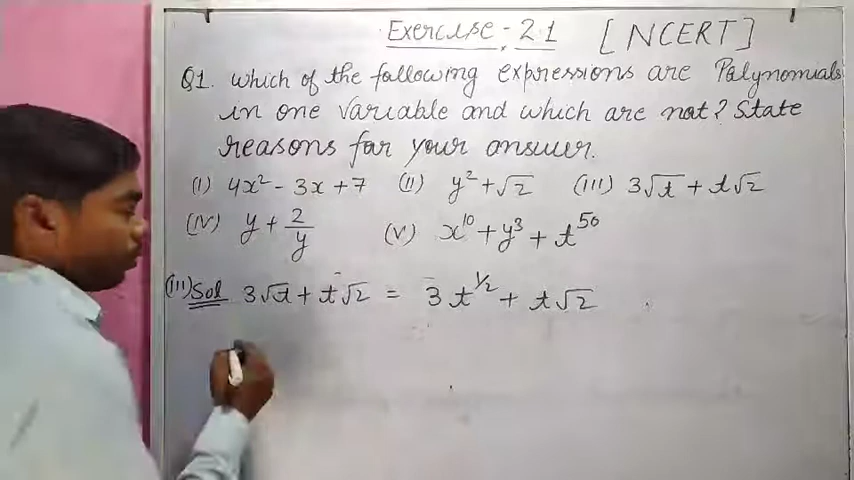 Exercise - 2.1 [NCERT]
Q1. which of the following expressions are Polynomials
in one variable and which are not? State
reasons for your answer.
(I) 4x² - 3x + 7 (II) y² + √2 (III) 3√t + t√2
(IV) y + 2/y (V) x¹⁰ + y³ + t⁵⁰
(III) Sol 3√t + t√2 = 3t^1/2 + t√2